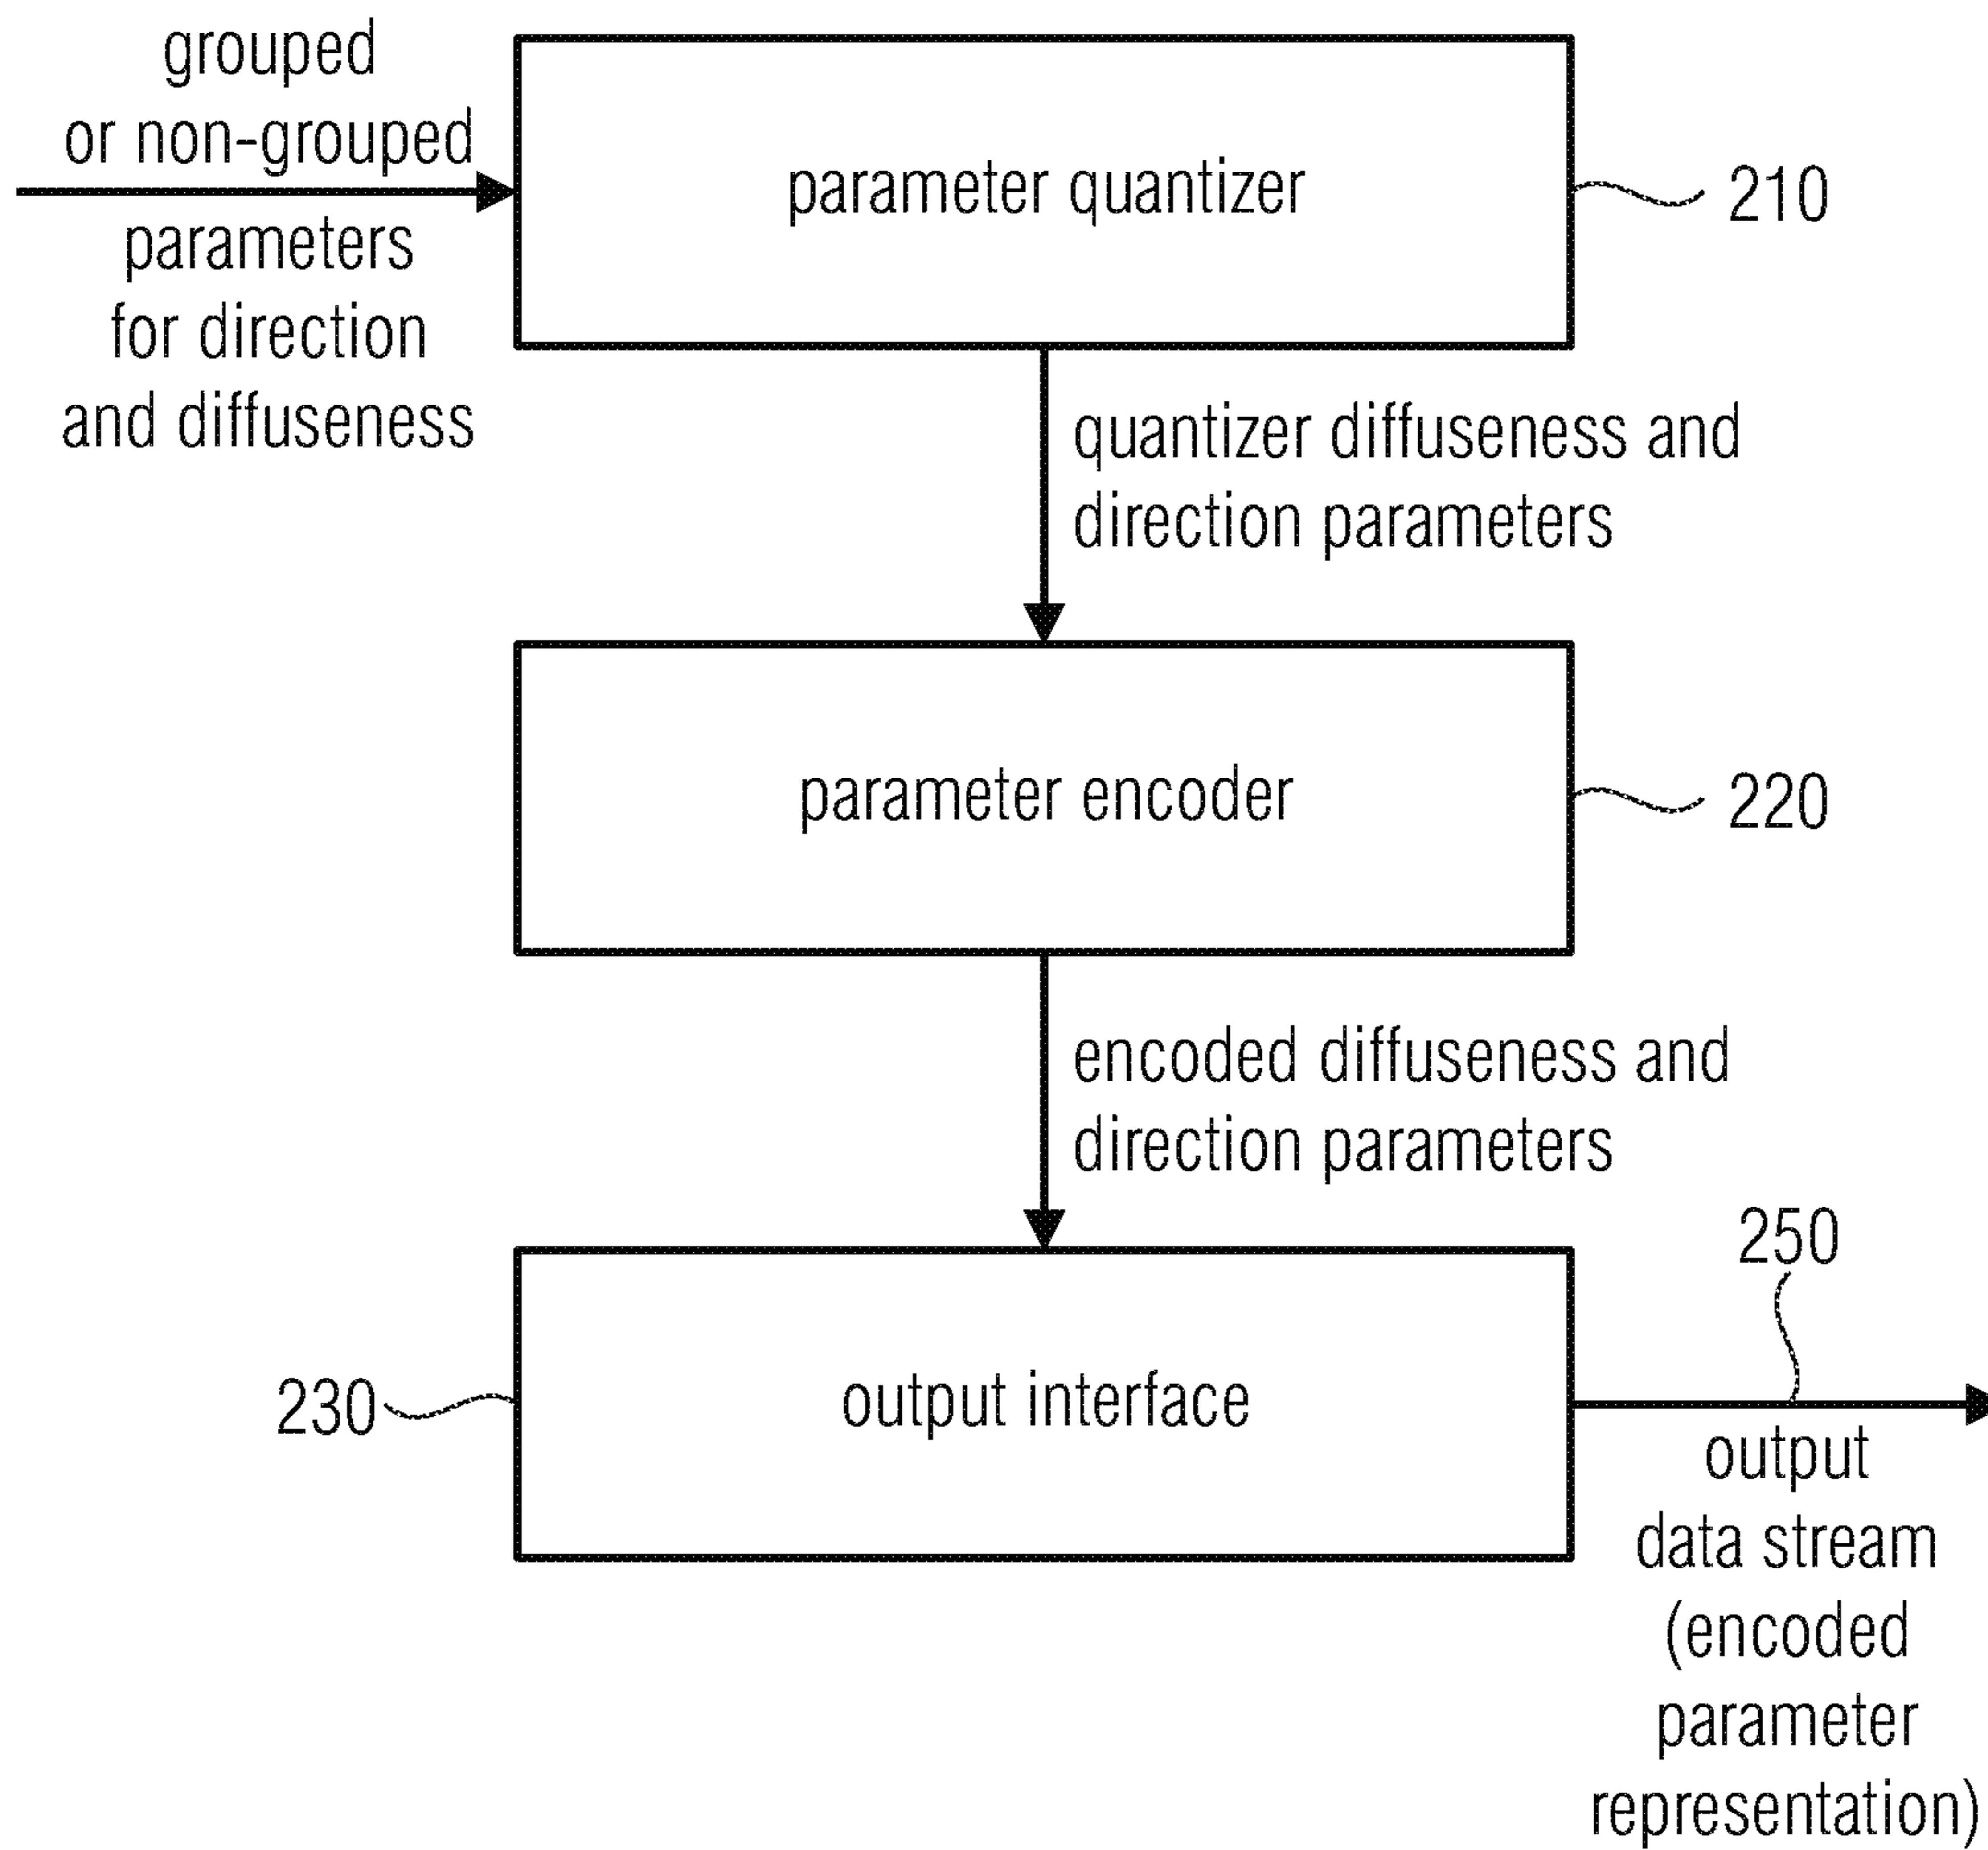 grouped
or non-grouped
parameters
for direction
and diffuseness
parameter quantizer
210
quantizer diffuseness and
direction parameters
parameter encoder
220
encoded diffuseness and
direction parameters
250
230
output interface
output
data stream
(encoded
parameter
representation)